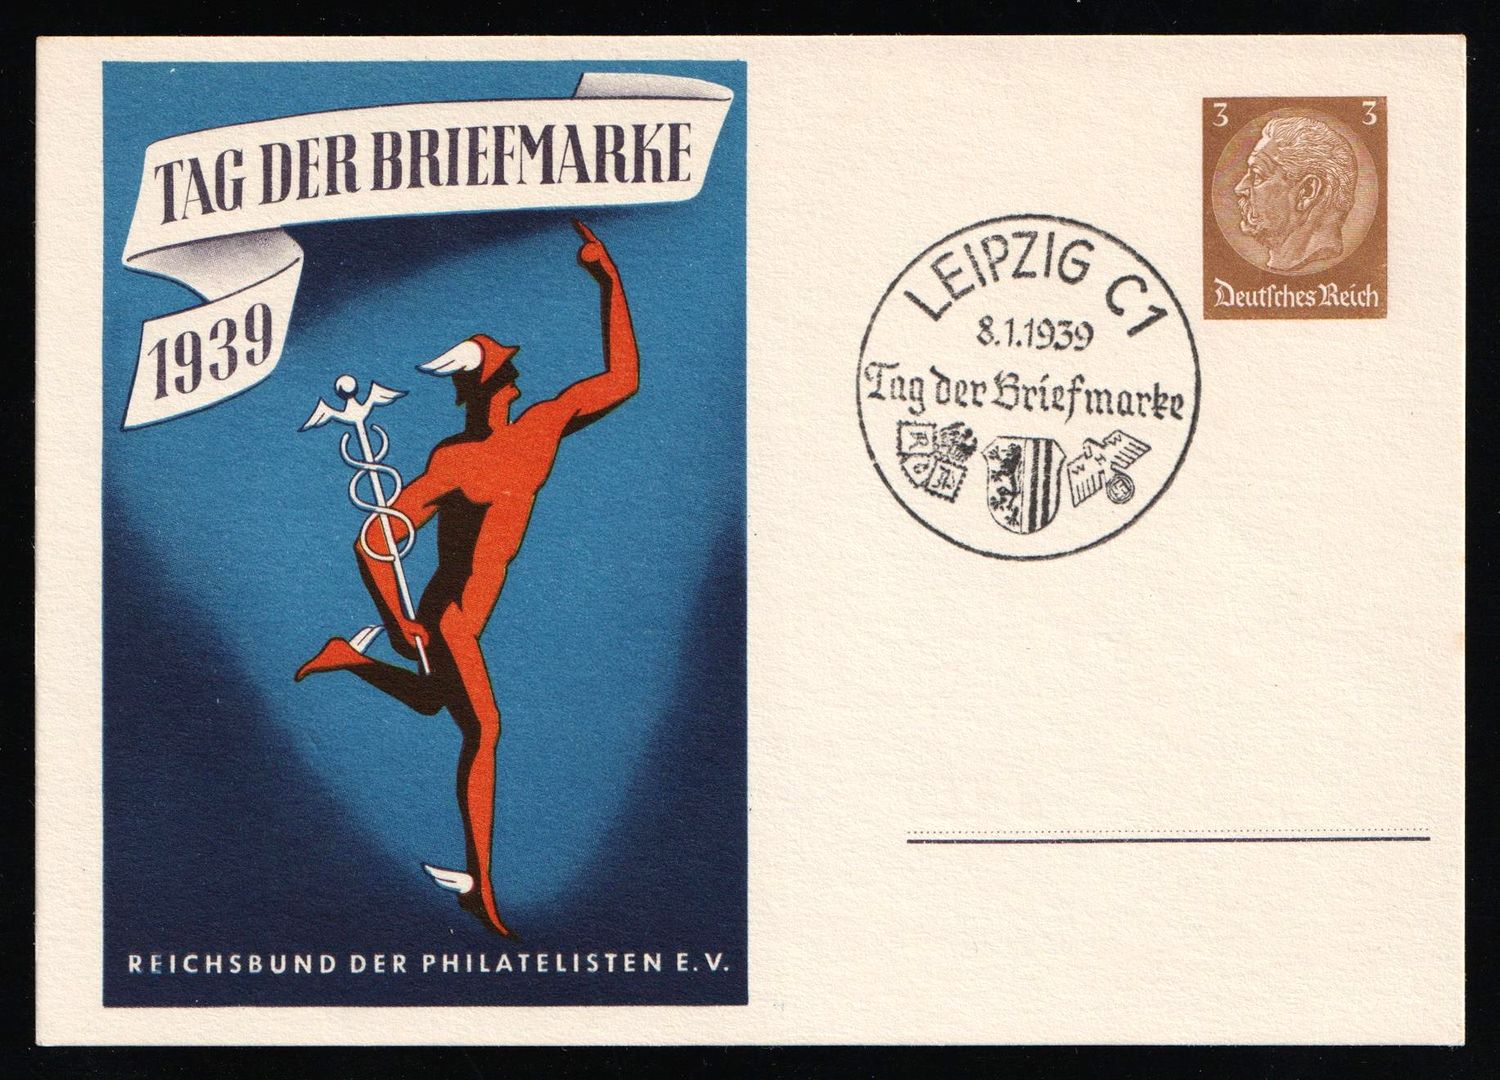 TAG DER BRIEFMARKE
1939
REICHSBUND DER PHILATELISTEN E.V.
3 3
Deutsches Reich
LEIPZIG C1
8.1.1939
Tag der Briefmarke